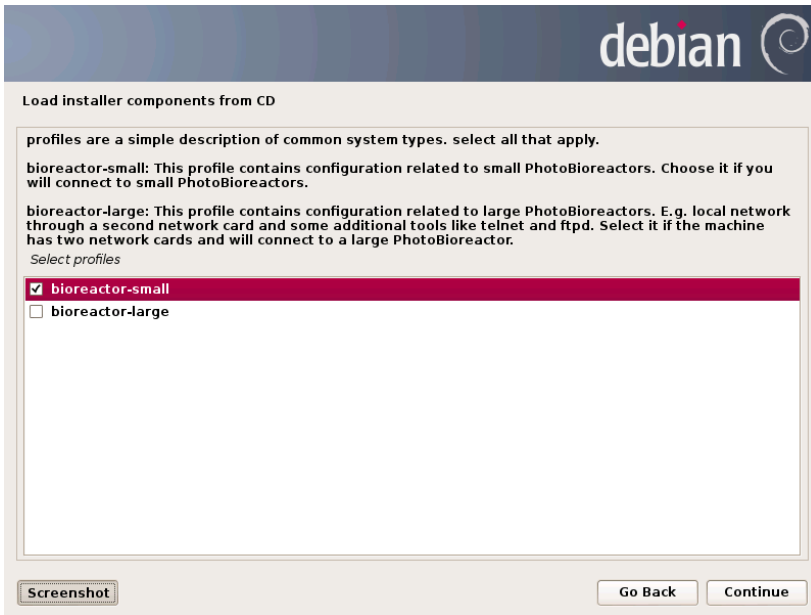 debian
Load installer components from CD
profiles are a simple description of common system types. select all that apply.
bioreactor-small: This profile contains configuration related to small PhotoBioreactors. Choose it if you
will connect to small PhotoBioreactors.
bioreactor-large: This profile contains configuration related to large PhotoBioreactors. E.g. local network
through a second network card and some additional tools like telnet and ftpd. Select it if the machine
has two network cards and will connect to a large PhotoBioreactor.
Select profiles
bioreactor-small
bioreactor-large
Screenshot
Go Back
Continue